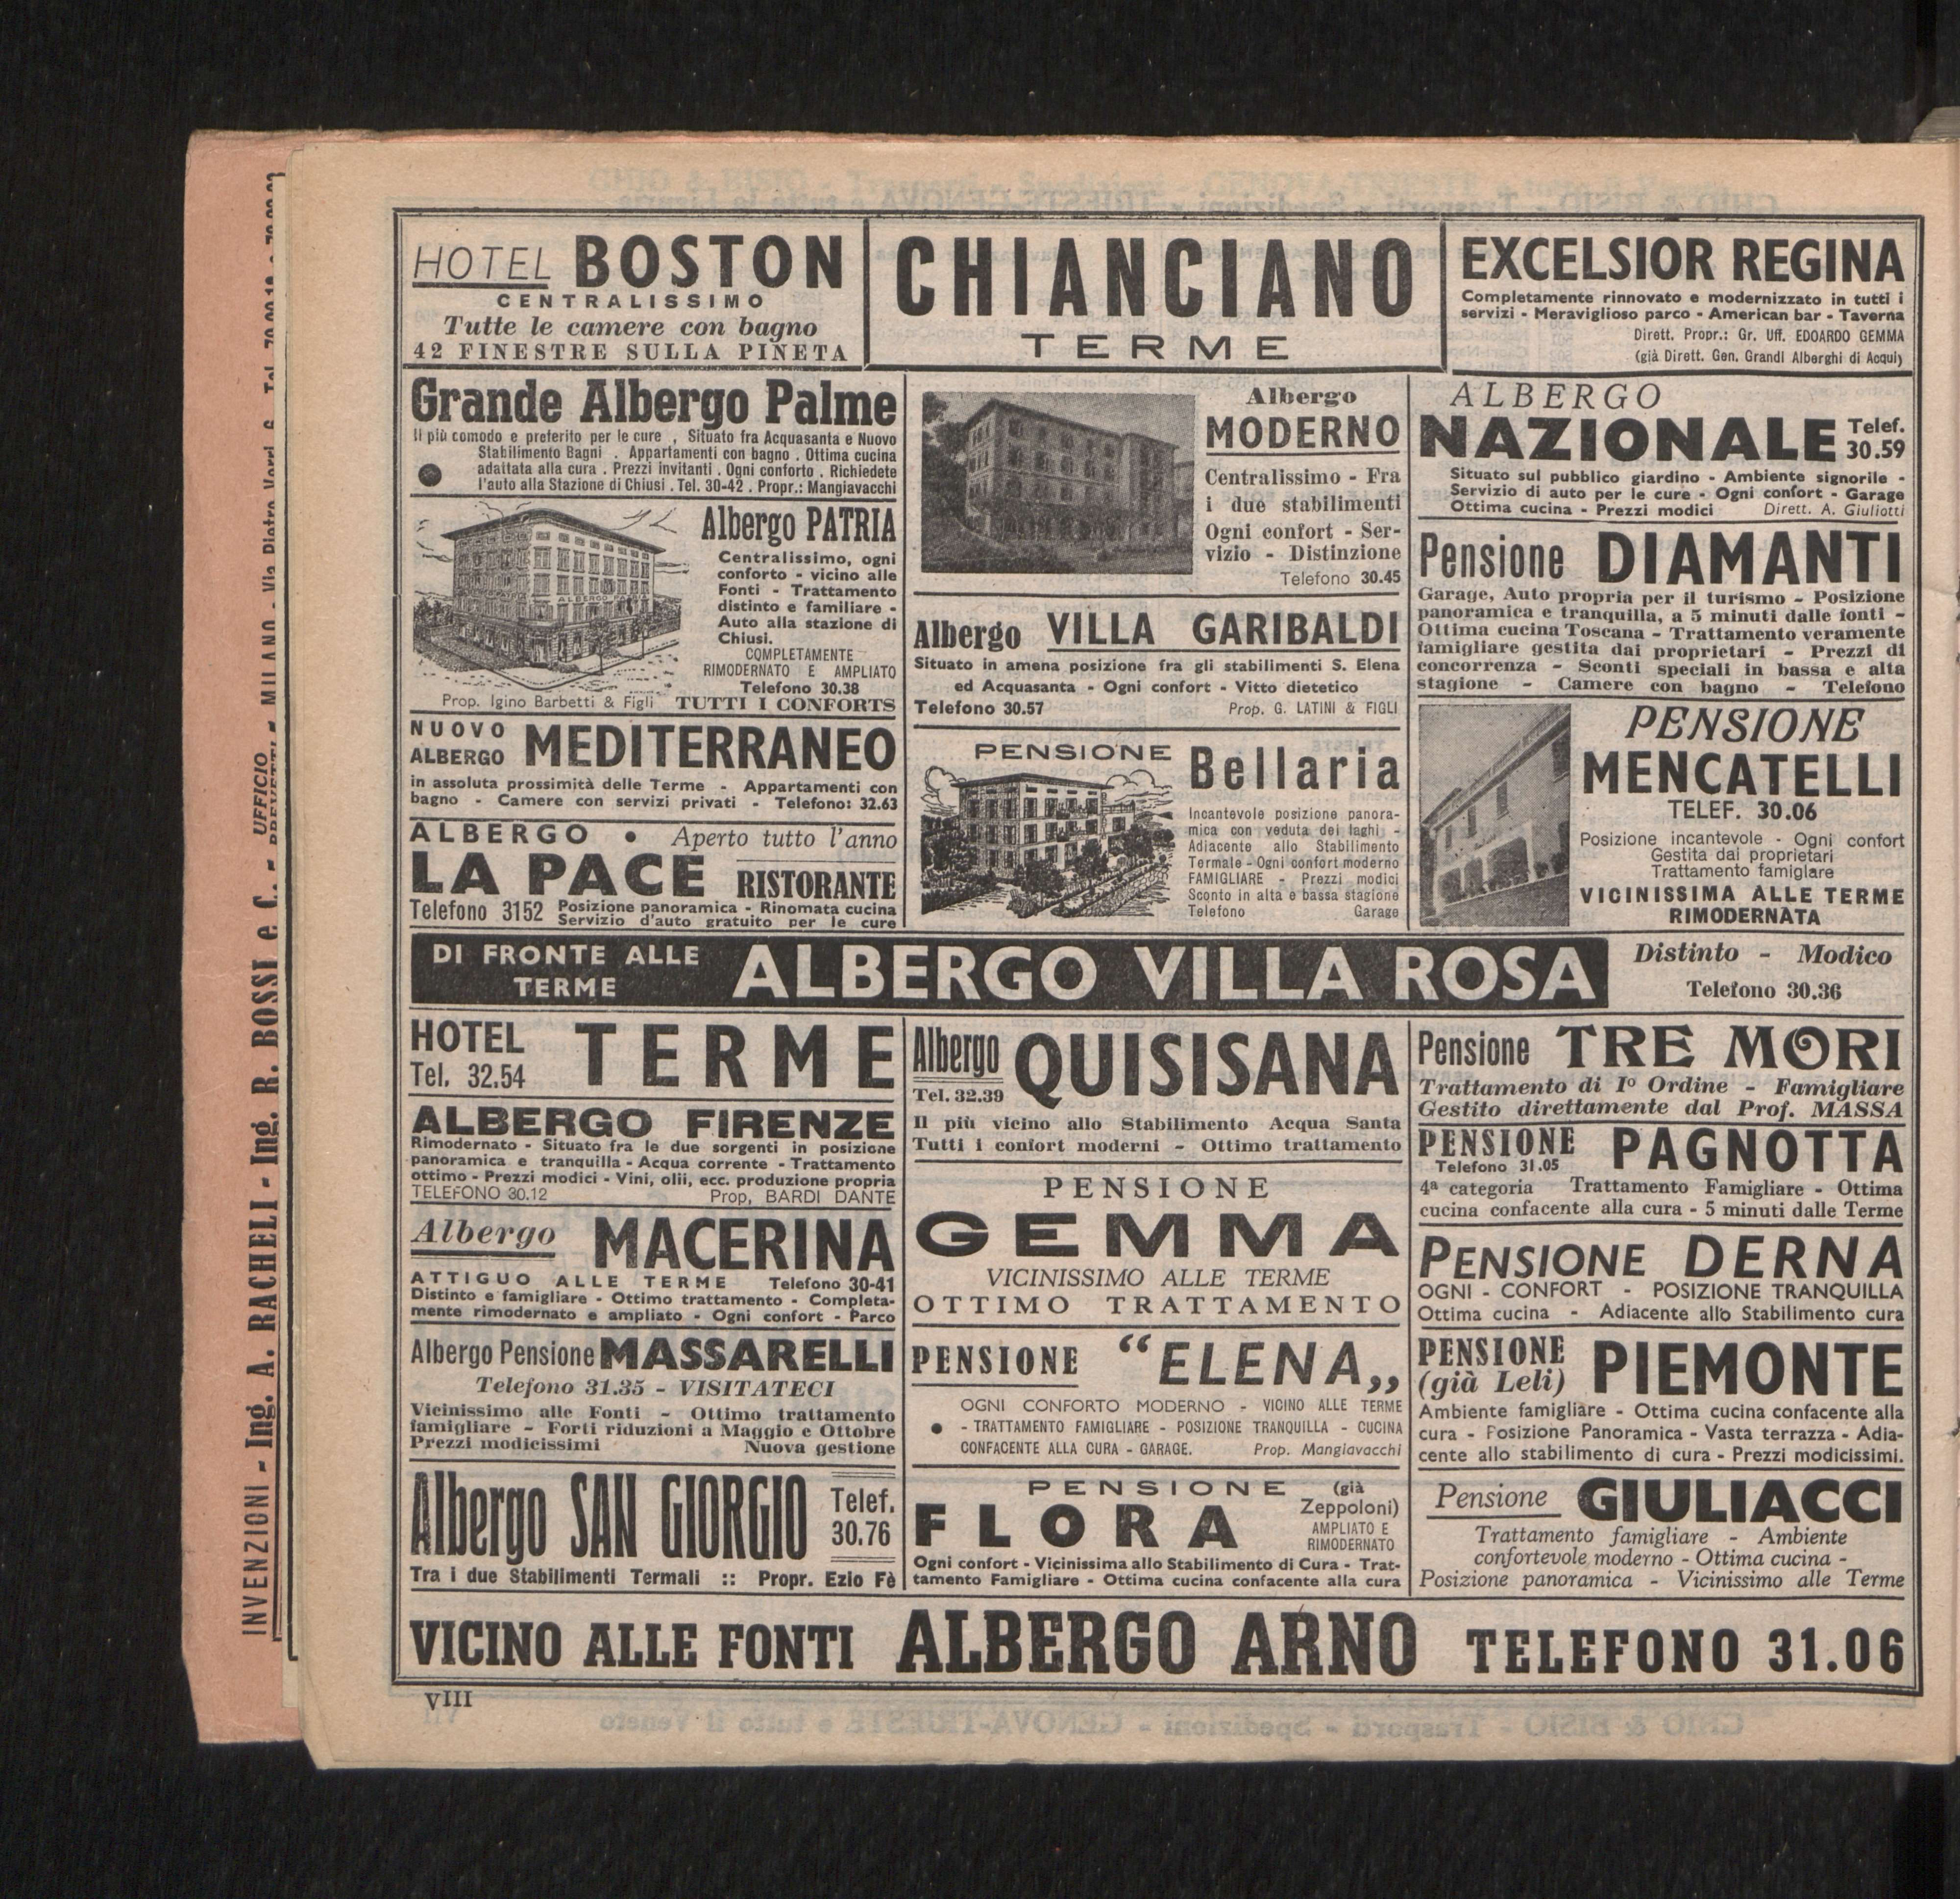 HOTEL BOSTON
CENTRALISSIMO
Tutte le camere con bagno
42 FINESTRE SULLA PINETA
CHIANCIANO
TERME
EXCELSIOR REGINA
Completamente rinnovato e modernizzato in tutti i
servizi - Meraviglioso parco - American bar - Taverna
Dirett. Propr.: Gr. Uff. EDOARDO GEMMA
(già Dirett. Gen. Grandi Alberghi di Acqui)
Grande Albergo Palme
Il più comodo e preferito per le cure , Situato fra Acquasanta e Nuovo
Stabilimento Bagni . Appartamenti con bagno . Ottima cucina
adattata alla cura . Prezzi invitanti . Ogni conforto . Richiedete
l'auto alla Stazione di Chiusi . Tel. 30-42 . Propr.: Mangiavacchi
Albergo PATRIA
Centralissimo, ogni
conforto - vicino alle
Fonti - Trattamento
distinto e familiare -
Auto alla stazione di
Chiusi.
COMPLETAMENTE
RIMODERNATO E AMPLIATO
Telefono 30.38
Prop. Igino Barbetti & Figli TUTTI I CONFORTS
ALBERGO PATRIA
NUOVO
ALBERGO MEDITERRANEO
in assoluta prossimità delle Terme - Appartamenti con
bagno - Camere con servizi privati - Telefono: 32.63
ALBERGO • Aperto tutto l'anno
LA PACE RISTORANTE
Telefono 3152 Posizione panoramica - Rinomata cucina
Servizio d'auto gratuito per le cure
Albergo
MODERNO
Centralissimo - Fra
i due stabilimenti
Ogni confort - Ser-
vizio - Distinzione
Telefono 30.45
Albergo VILLA GARIBALDI
Situato in amena posizione fra gli stabilimenti S. Elena
ed Acquasanta - Ogni confort - Vitto dietetico
Telefono 30.57 Prop. G. LATINI & FIGLI
PENSIONE Bellaria
Incantevole posizione panora-
mica con veduta dei laghi -
Adiacente allo Stabilimento
Termale - Ogni confort moderno
FAMIGLIARE - Prezzi modici
Sconto in alta e bassa stagione
Telefono Garage
ALBERGO
NAZIONALE Telef.
30.59
Situato sul pubblico giardino - Ambiente signorile -
Servizio di auto per le cure - Ogni confort - Garage
Ottima cucina - Prezzi modici Dirett. A. Giuliotti
Pensione DIAMANTI
Garage, Auto propria per il turismo - Posizione
panoramica e tranquilla, a 5 minuti dalle fonti -
Ottima cucina Toscana - Trattamento veramente
famigliare gestita dai proprietari - Prezzi di
concorrenza - Sconti speciali in bassa e alta
stagione - Camere con bagno - Telefono
PENSIONE
MENCATELLI
TELEF. 30.06
Posizione incantevole - Ogni confort
Gestita dai proprietari
Trattamento famiglare
VICINISSIMA ALLE TERME
RIMODERNATA
DI FRONTE ALLE
TERME ALBERGO VILLA ROSA
Distinto - Modico
Telefono 30.36
HOTEL
Tel. 32.54 TERME
ALBERGO FIRENZE
Rimodernato - Situato fra le due sorgenti in posizione
panoramica e tranquilla - Acqua corrente - Trattamento
ottimo - Prezzi modici - Vini, olii, ecc. produzione propria
TELEFONO 30.12 Prop, BARDI DANTE
Albergo MACERINA
ATTIGUO ALLE TERME Telefono 30-41
Distinto e famigliare - Ottimo trattamento - Completa-
mente rimodernato e ampliato - Ogni confort - Parco
Albergo Pensione MASSARELLI
Telefono 31.35 - VISITATECI
Vicinissimo alle Fonti - Ottimo trattamento
famigliare - Forti riduzioni a Maggio e Ottobre
Prezzi modicissimi Nuova gestione
Albergo SAN GIORGIO Telef.
30.76
Tra i due Stabilimenti Termali :: Propr. Ezio Fè
Albergo QUISISANA
Tel. 32.39
Il più vicino allo Stabilimento Acqua Santa
Tutti i confort moderni - Ottimo trattamento
PENSIONE
GEMMA
VICINISSIMO ALLE TERME
OTTIMO TRATTAMENTO
PENSIONE “ELENA„
OGNI CONFORTO MODERNO - VICINO ALLE TERME
• - TRATTAMENTO FAMIGLIARE - POSIZIONE TRANQUILLA - CUCINA
CONFACENTE ALLA CURA - GARAGE. Prop. Mangiavacchi
PENSIONE (già
FLORA Zeppoloni)
AMPLIATO E
RIMODERNATO
Ogni confort - Vicinissima allo Stabilimento di Cura - Trat-
tamento Famigliare - Ottima cucina confacente alla cura
Pensione TRE MORI
Trattamento di Iº Ordine - Famigliare
Gestito direttamente dal Prof. MASSA
PENSIONE PAGNOTTA
Telefono 31.05
4ª categoria Trattamento Famigliare - Ottima
cucina confacente alla cura - 5 minuti dalle Terme
PENSIONE DERNA
OGNI - CONFORT - POSIZIONE TRANQUILLA
Ottima cucina - Adiacente allo Stabilimento cura
PENSIONE
(già Leli) PIEMONTE
Ambiente famigliare - Ottima cucina confacente alla
cura - Posizione Panoramica - Vasta terrazza - Adia-
cente allo stabilimento di cura - Prezzi modicissimi.
Pensione GIULIACCI
Trattamento famigliare - Ambiente
confortevole moderno - Ottima cucina -
Posizione panoramica - Vicinissimo alle Terme
VICINO ALLE FONTI ALBERGO ARNO TELEFONO 31.06
VIII
INVENZIONI - Ing. A. RACHELI - Ing. R. BOSSI e C. - UFFICIO
MILANO - Via Pietro Verri, 6